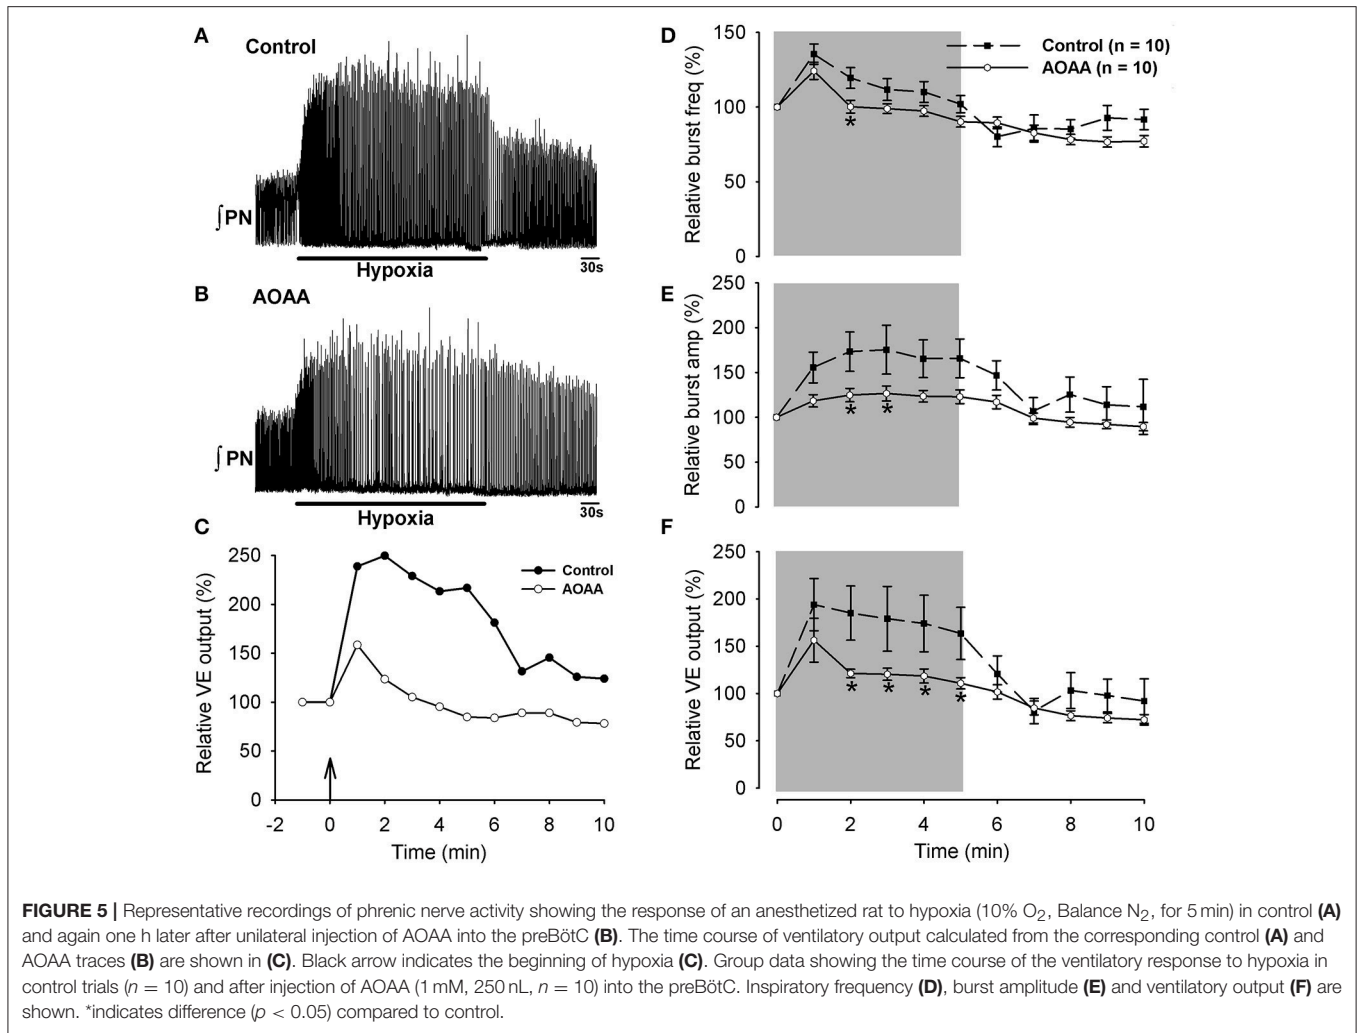 A
Control
∫PN
Hypoxia
30s
B
AOAA
∫PN
Hypoxia
30s
C
Relative VE output (%)
250
200
150
100
50
0
Control
AOAA
-2 0 2 4 6 8 10
Time (min)
D
Relative burst freq (%)
150
100
50
0
Control (n = 10)
AOAA (n = 10)
*
E
Relative burst amp (%)
250
200
150
100
50
0
* *
F
Relative VE output (%)
200
150
100
50
0
* * * *
0 2 4 6 8 10
Time (min)
FIGURE 5 | Representative recordings of phrenic nerve activity showing the response of an anesthetized rat to hypoxia (10% O₂, Balance N₂, for 5 min) in control (A)
and again one h later after unilateral injection of AOAA into the preBötC (B). The time course of ventilatory output calculated from the corresponding control (A) and
AOAA traces (B) are shown in (C). Black arrow indicates the beginning of hypoxia (C). Group data showing the time course of the ventilatory response to hypoxia in
control trials (n = 10) and after injection of AOAA (1 mM, 250 nL, n = 10) into the preBötC. Inspiratory frequency (D), burst amplitude (E) and ventilatory output (F) are
shown. *indicates difference (p < 0.05) compared to control.